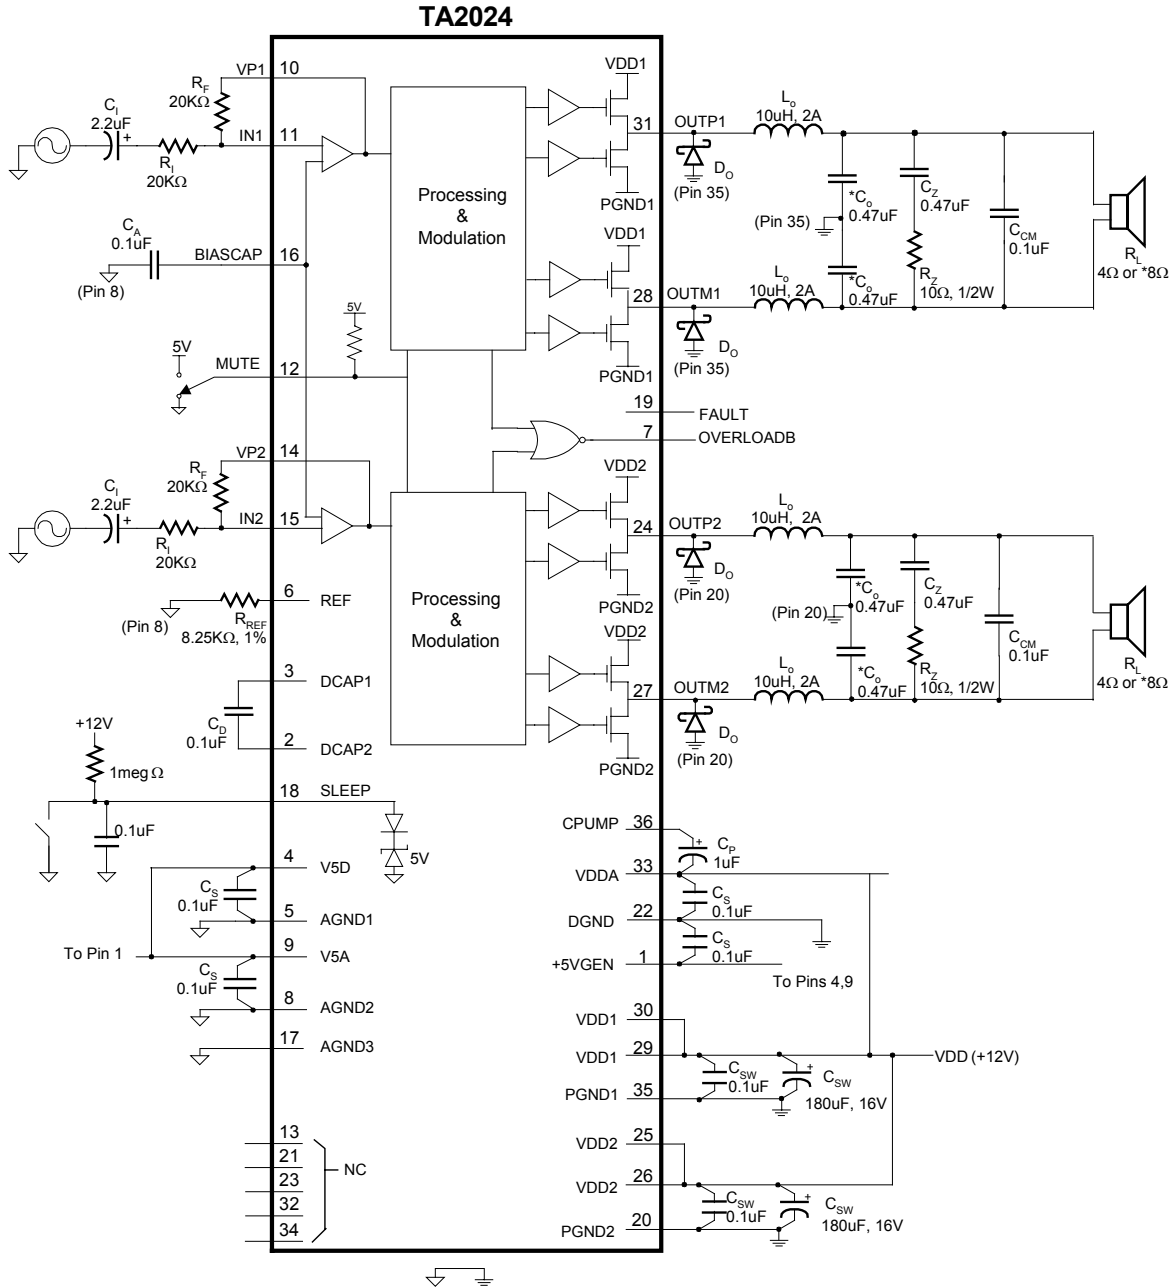 TA2024
VP1
10
R_F
20KΩ
C_I
2.2uF
+
IN1
11
R_I
20KΩ
C_A
0.1uF
BIASCAP
16
(Pin 8)
5V
5V
MUTE
12
VP2
14
R_F
20KΩ
C_I
2.2uF
+
IN2
15
R_I
20KΩ
6
REF
(Pin 8)
R_REF
8.25KΩ, 1%
3
DCAP1
C_D
0.1uF
2
DCAP2
+12V
1meg Ω
18
SLEEP
0.1uF
5V
4
V5D
C_S
0.1uF
5
AGND1
To Pin 1
9
V5A
C_S
0.1uF
8
AGND2
17
AGND3
13
21
NC
23
32
34
Processing
&
Modulation
Processing
&
Modulation
VDD1
31
OUTP1
PGND1
VDD1
28
OUTM1
PGND1
19
FAULT
7
OVERLOADB
VDD2
24
OUTP2
PGND2
VDD2
27
OUTM2
PGND2
L_o
10uH, 2A
D_O
(Pin 35)
*C_o
0.47uF
(Pin 35)
*C_o
0.47uF
C_Z
0.47uF
R_Z
10Ω, 1/2W
C_CM
0.1uF
R_L
4Ω or *8Ω
L_o
10uH, 2A
D_O
(Pin 35)
L_o
10uH, 2A
D_O
(Pin 20)
*C_o
0.47uF
(Pin 20)
*C_o
0.47uF
C_Z
0.47uF
R_Z
10Ω, 1/2W
C_CM
0.1uF
R_L
4Ω or *8Ω
L_o
10uH, 2A
D_O
(Pin 20)
CPUMP
36
+
C_P
1uF
VDDA
33
C_S
0.1uF
DGND
22
C_S
0.1uF
+5VGEN
1
To Pins 4,9
VDD1
30
VDD1
29
VDD (+12V)
C_SW
0.1uF
+
C_SW
180uF, 16V
PGND1
35
VDD2
25
VDD2
26
C_SW
0.1uF
+
C_SW
180uF, 16V
PGND2
20